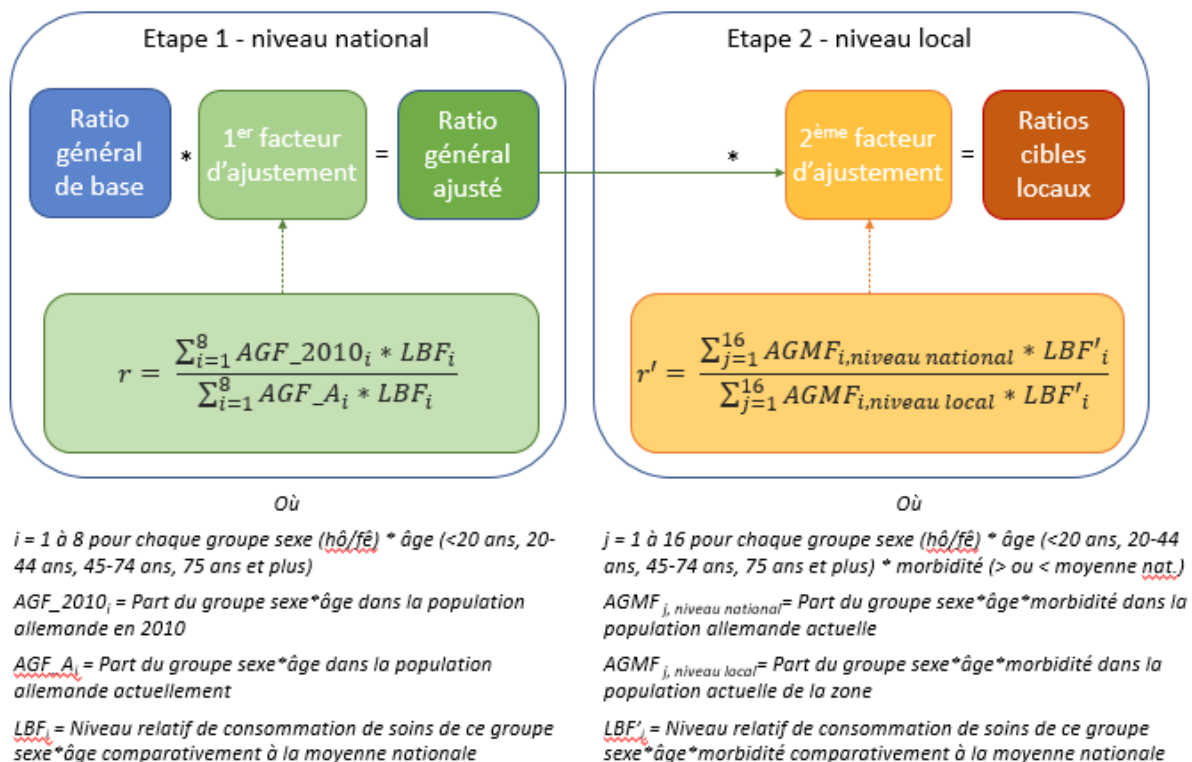 Etape 1 - niveau national
Ratio
général
de base
*
1er facteur
d'ajustement
=
Ratio
général
ajusté
r = ∑⁸ᵢ₌₁ AGF_2010ᵢ * LBFᵢ
∑⁸ᵢ₌₁ AGF_Aᵢ * LBFᵢ
Où
i = 1 à 8 pour chaque groupe sexe (hô/fê) * âge (<20 ans, 20-
44 ans, 45-74 ans, 75 ans et plus)
AGF_2010i = Part du groupe sexe*âge dans la population
allemande en 2010
AGF_Ai = Part du groupe sexe*âge dans la population
allemande actuellement
LBFi = Niveau relatif de consommation de soins de ce groupe
sexe*âge comparativement à la moyenne nationale
Etape 2 - niveau local
*
2ème facteur
d'ajustement
=
Ratios
cibles
locaux
r' = ∑¹⁶ⱼ₌₁ AGMFi,niveau national * LBF'i
∑¹⁶ⱼ₌₁ AGMFi,niveau local * LBF'i
Où
j = 1 à 16 pour chaque groupe sexe (hô/fê) * âge (<20 ans, 20-44
ans, 45-74 ans, 75 ans et plus) * morbidité (> ou < moyenne nat.)
AGMF j, niveau national= Part du groupe sexe*âge*morbidité dans la
population allemande actuelle
AGMF j, niveau local= Part du groupe sexe*âge*morbidité dans la
population actuelle de la zone
LBF'i = Niveau relatif de consommation de soins de ce groupe
sexe*âge*morbidité comparativement à la moyenne nationale